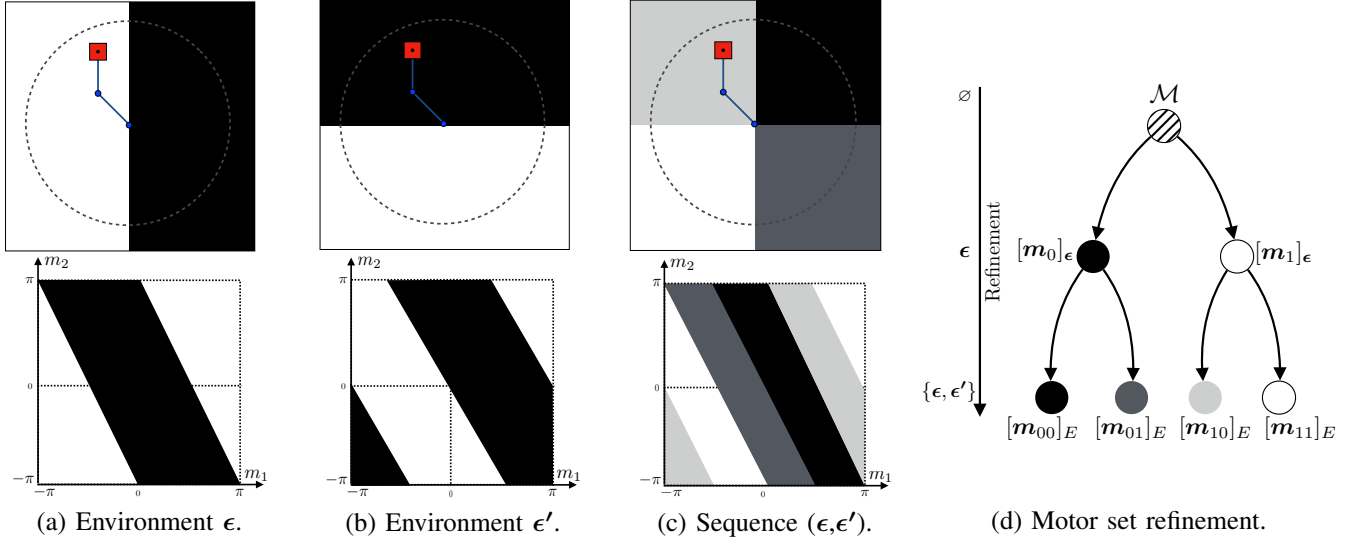 m₂
π
0
−π
−π
0
π
m₁
(a) Environment ϵ.
m₂
π
0
−π
−π
0
π
m₁
(b) Environment ϵ′.
m₂
π
0
−π
−π
0
π
m₁
(c) Sequence (ϵ,ϵ′).
∅
ϵ
{ϵ, ϵ′}
Refinement
ℳ
[m₀]ϵ
[m₁]ϵ
[m₀₀]E
[m₀₁]E
[m₁₀]E
[m₁₁]E
(d) Motor set refinement.